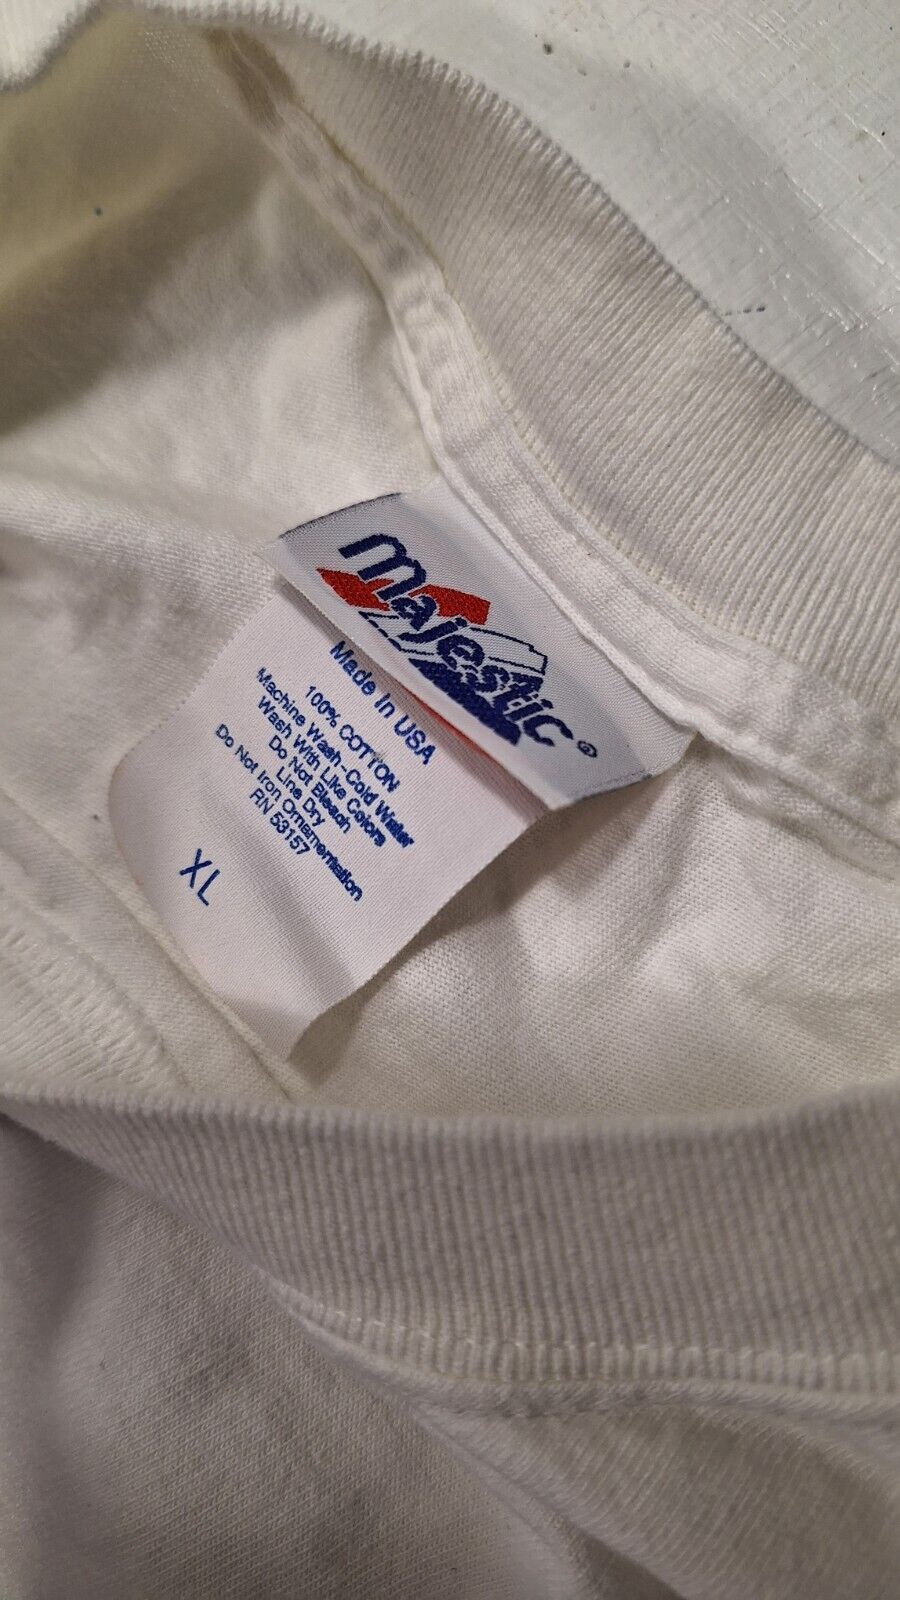 majestic®
Made In USA
100% COTTON
Machine Wash-Cold Water
Wash With Like Colors
Do Not Bleach
Line Dry
Do Not Iron Ornamentation
RN 53157
XL